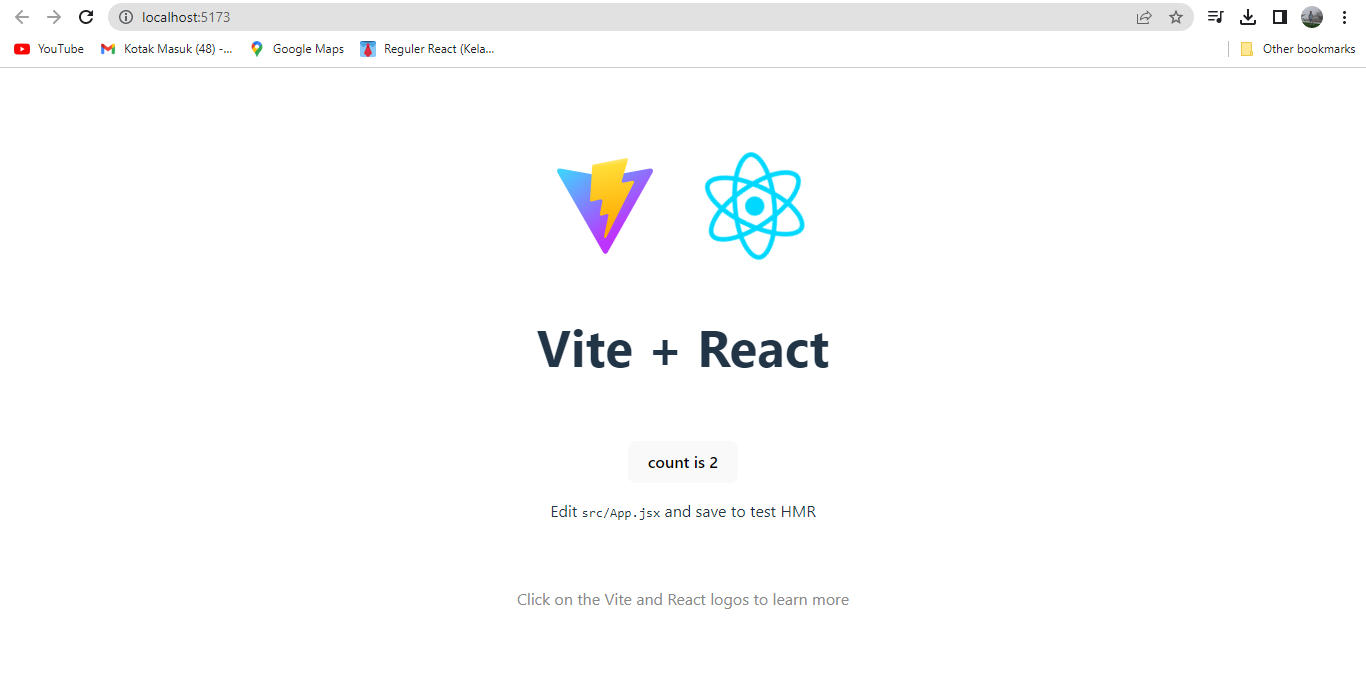 localhost:5173
YouTube Kotak Masuk (48) -... Google Maps Reguler React (Kela... Other bookmarks
Vite + React
count is 2
Edit src/App.jsx and save to test HMR
Click on the Vite and React logos to learn more